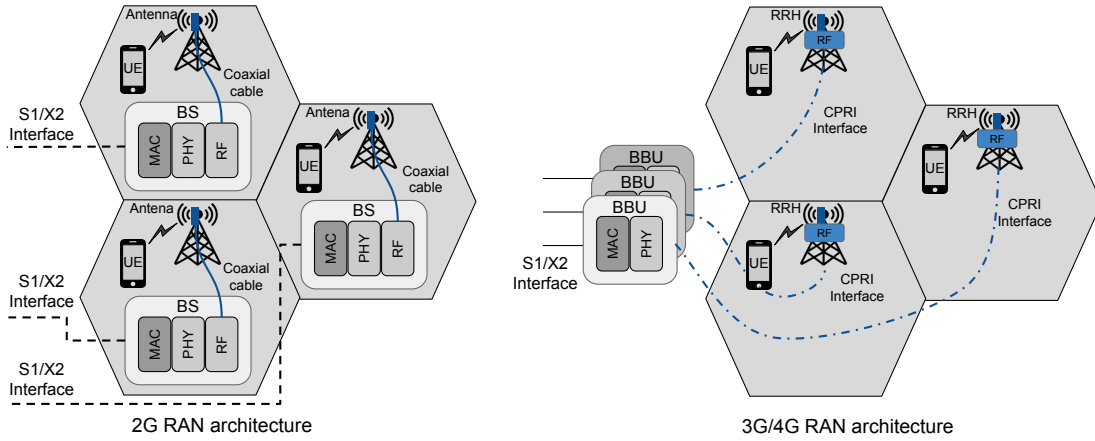 Antenna
UE
Coaxial
cable
S1/X2
Interface
BS
MAC
PHY
RF
Antena
UE
Coaxial
cable
BS
MAC
PHY
RF
Antena
UE
Coaxial
cable
S1/X2
Interface
BS
MAC
PHY
RF
S1/X2
Interface
2G RAN architecture
RRH
RF
UE
CPRI
Interface
RRH
RF
UE
CPRI
Interface
BBU
BBU
BBU
MAC
PHY
S1/X2
Interface
RRH
RF
UE
CPRI
Interface
3G/4G RAN architecture